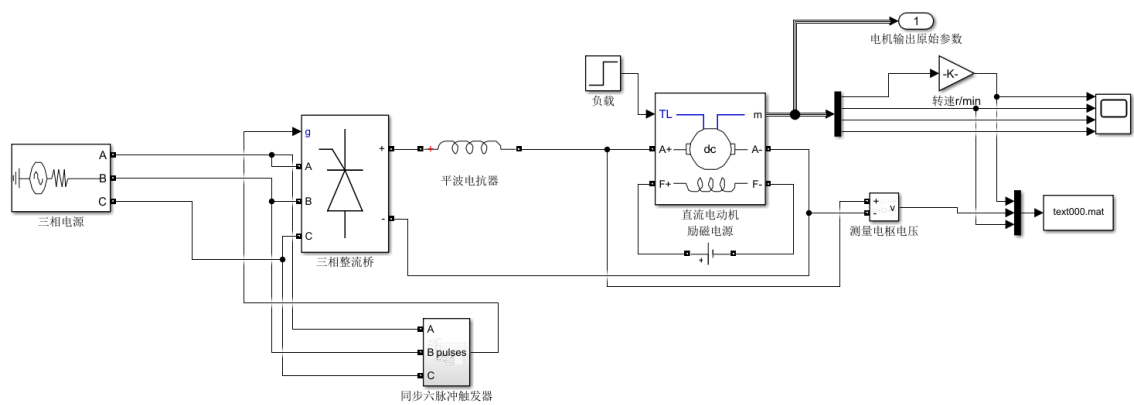 1
电机输出原始参数
负载
-K-
转速r/min
TL
m
g
A
B
C
+
-
A
B
C
三相电源
三相整流桥
+
平波电抗器
A+
dc
A-
F+
F-
直流电动机
励磁电源
+
+
-
v
测量电枢电压
text000.mat
A
B
C
pulses
同步六脉冲触发器